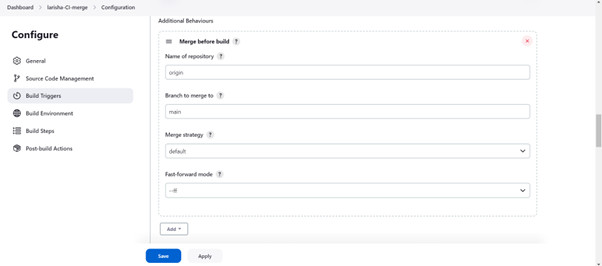 Dashboard > larisha-CI-merge > Configuration
Configure
General
Source Code Management
Build Triggers
Build Environment
Build Steps
Post-build Actions
Additional Behaviours
Merge before build ?
Name of repository ?
origin
Branch to merge to ?
main
Merge strategy ?
default
Fast-forward mode ?
--ff
Add
Save Apply